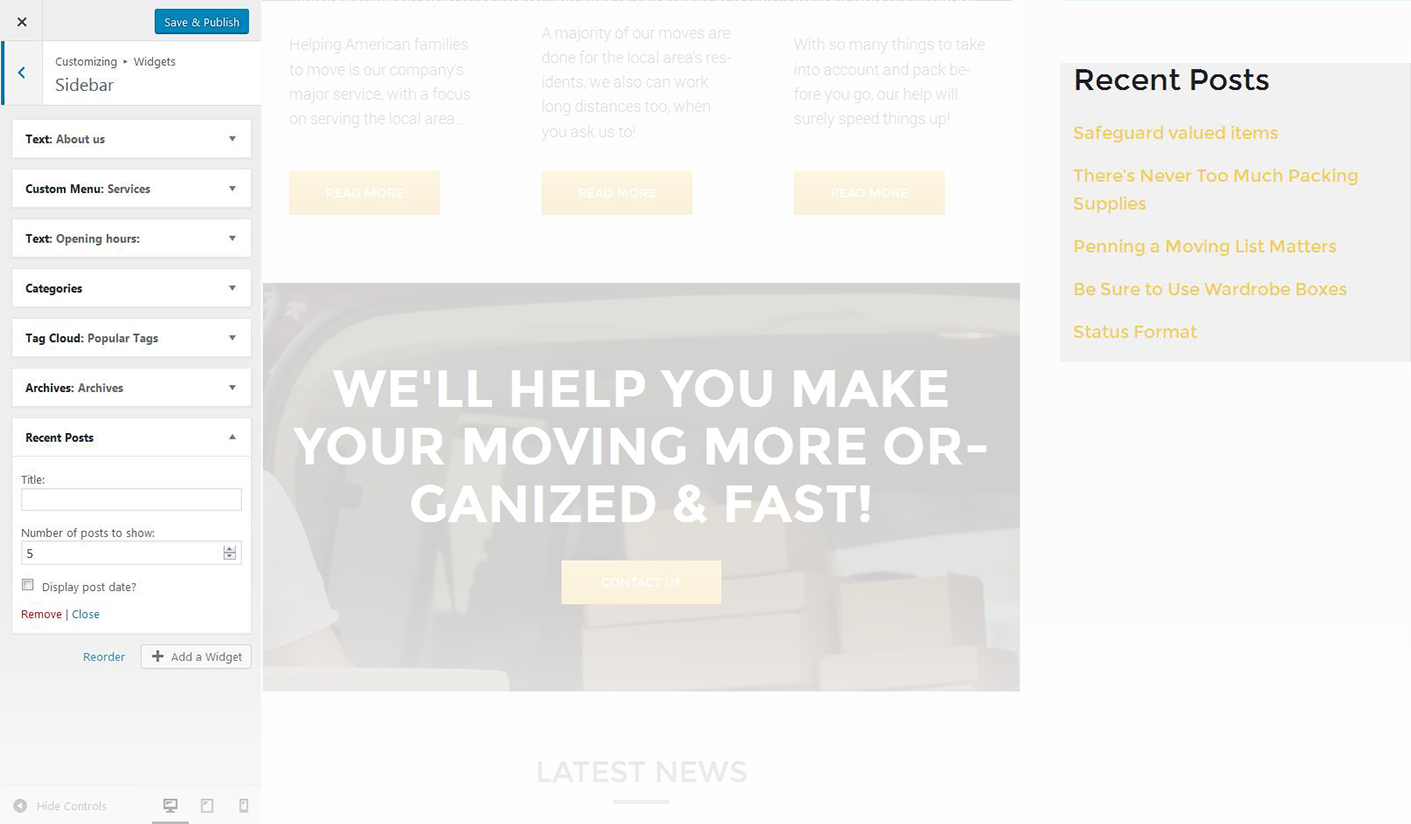 Save & Publish
Customizing ▸ Widgets
Sidebar
Text: About us
Custom Menu: Services
Text: Opening hours:
Categories
Tag Cloud: Popular Tags
Archives: Archives
Recent Posts
Title:
Number of posts to show:
5
Display post date?
Remove | Close
Reorder
Add a Widget
Hide Controls
Helping American families
to move is our company's
major service, with a focus
on serving the local area...
READ MORE
A majority of our moves are
done for the local area's res-
idents, we also can work
long distances too, when
you ask us to!
READ MORE
With so many things to take
into account and pack be-
fore you go, our help will
surely speed things up!
READ MORE
WE'LL HELP YOU MAKE
YOUR MOVING MORE OR-
GANIZED & FAST!
CONTACT US
LATEST NEWS
Recent Posts
Safeguard valued items
There's Never Too Much Packing
Supplies
Penning a Moving List Matters
Be Sure to Use Wardrobe Boxes
Status Format